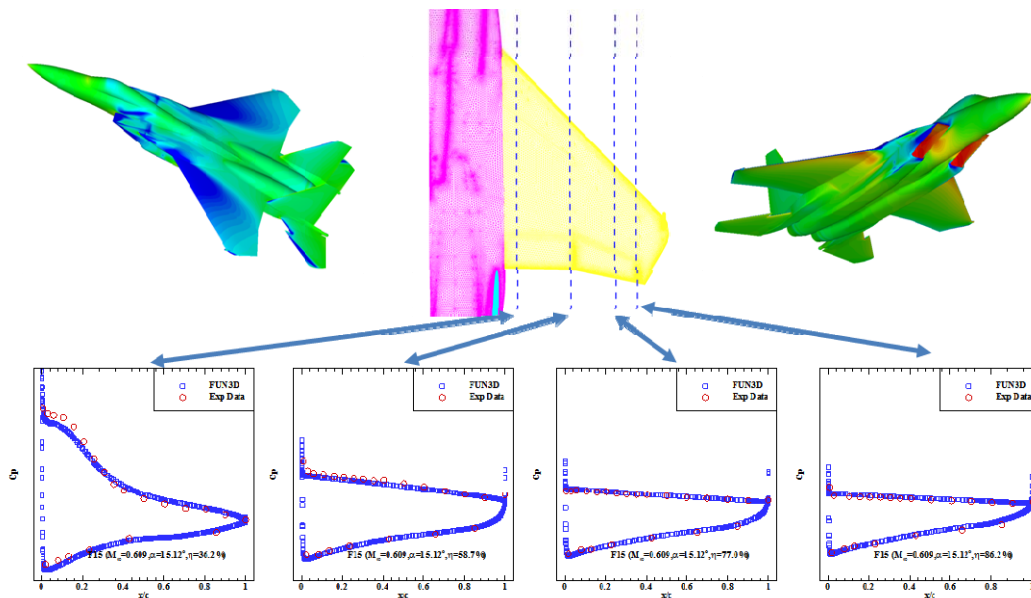 FUN3D
Exp Data
Cp
F15 (M∞=0.609,α=15.12°,η=36.2%)
0 0.2 0.4 0.6 0.8 1
x/c
FUN3D
Exp Data
Cp
F15 (M∞=0.609,α=15.12°,η=58.7%)
0 0.2 0.4 0.6 0.8 1
x/c
FUN3D
Exp Data
Cp
F15 (M∞=0.609,α=15.12°,η=77.0%)
0 0.2 0.4 0.6 0.8 1
x/c
FUN3D
Exp Data
Cp
F15 (M∞=0.609,α=15.12°,η=86.2%)
0 0.2 0.4 0.6 0.8 1
x/c